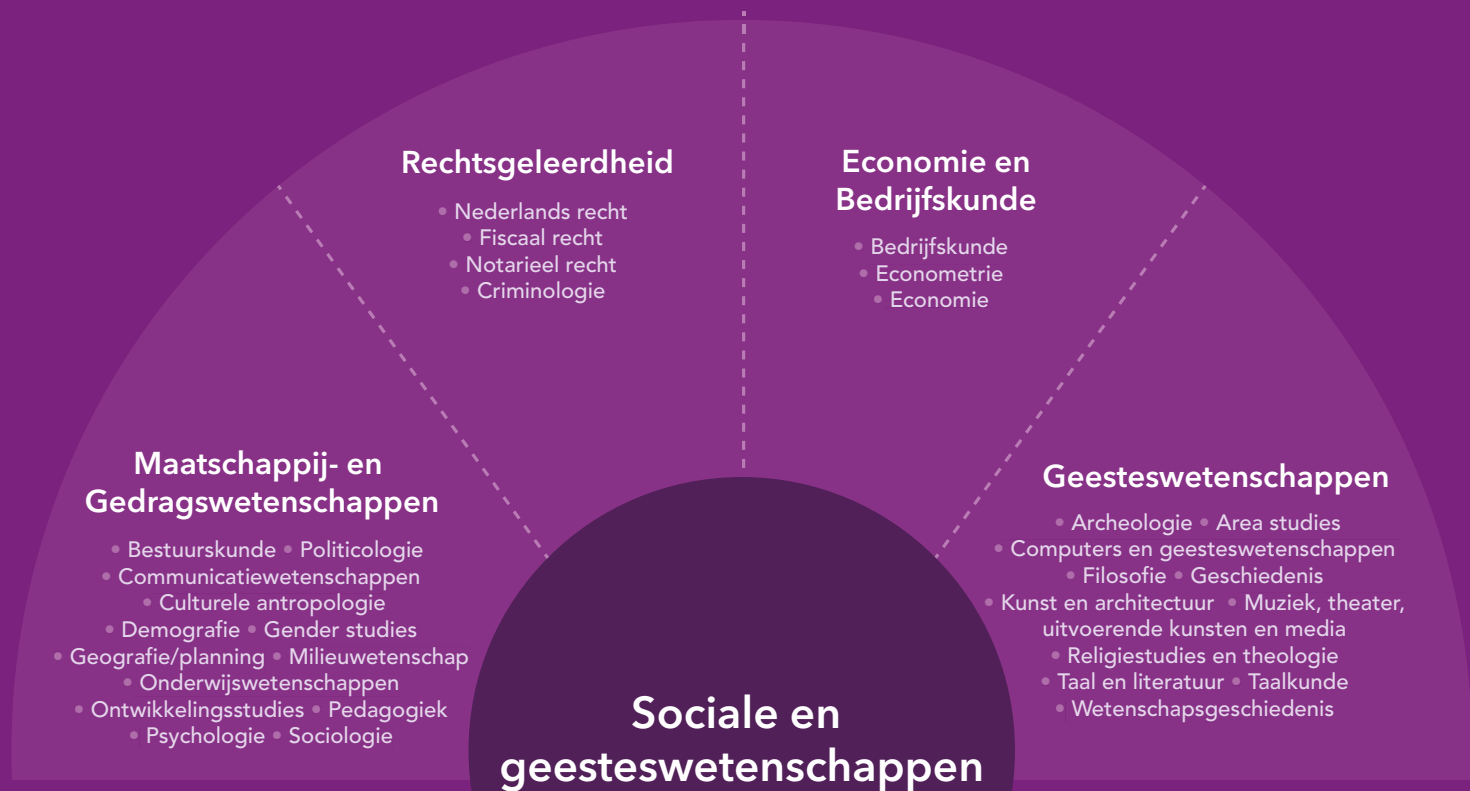 Rechtsgeleerdheid
• Nederlands recht
• Fiscaal recht
• Notarieel recht
• Criminologie
Economie en
Bedrijfskunde
• Bedrijfskunde
• Econometrie
• Economie
Maatschappij- en
Gedragswetenschappen
• Bestuurskunde • Politicologie
• Communicatiewetenschappen
• Culturele antropologie
• Demografie • Gender studies
• Geografie/planning • Milieuwetenschap
• Onderwijswetenschappen
• Ontwikkelingsstudies • Pedagogiek
• Psychologie • Sociologie
Geesteswetenschappen
• Archeologie • Area studies
• Computers en geesteswetenschappen
• Filosofie • Geschiedenis
• Kunst en architectuur • Muziek, theater,
uitvoerende kunsten en media
• Religiestudies en theologie
• Taal en literatuur • Taalkunde
• Wetenschapsgeschiedenis
Sociale en
geesteswetenschappen